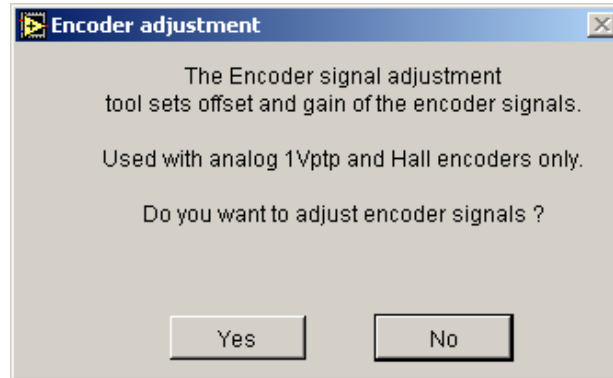 Encoder adjustment
The Encoder signal adjustment
tool sets offset and gain of the encoder signals.
Used with analog 1Vptp and Hall encoders only.
Do you want to adjust encoder signals ?
Yes No